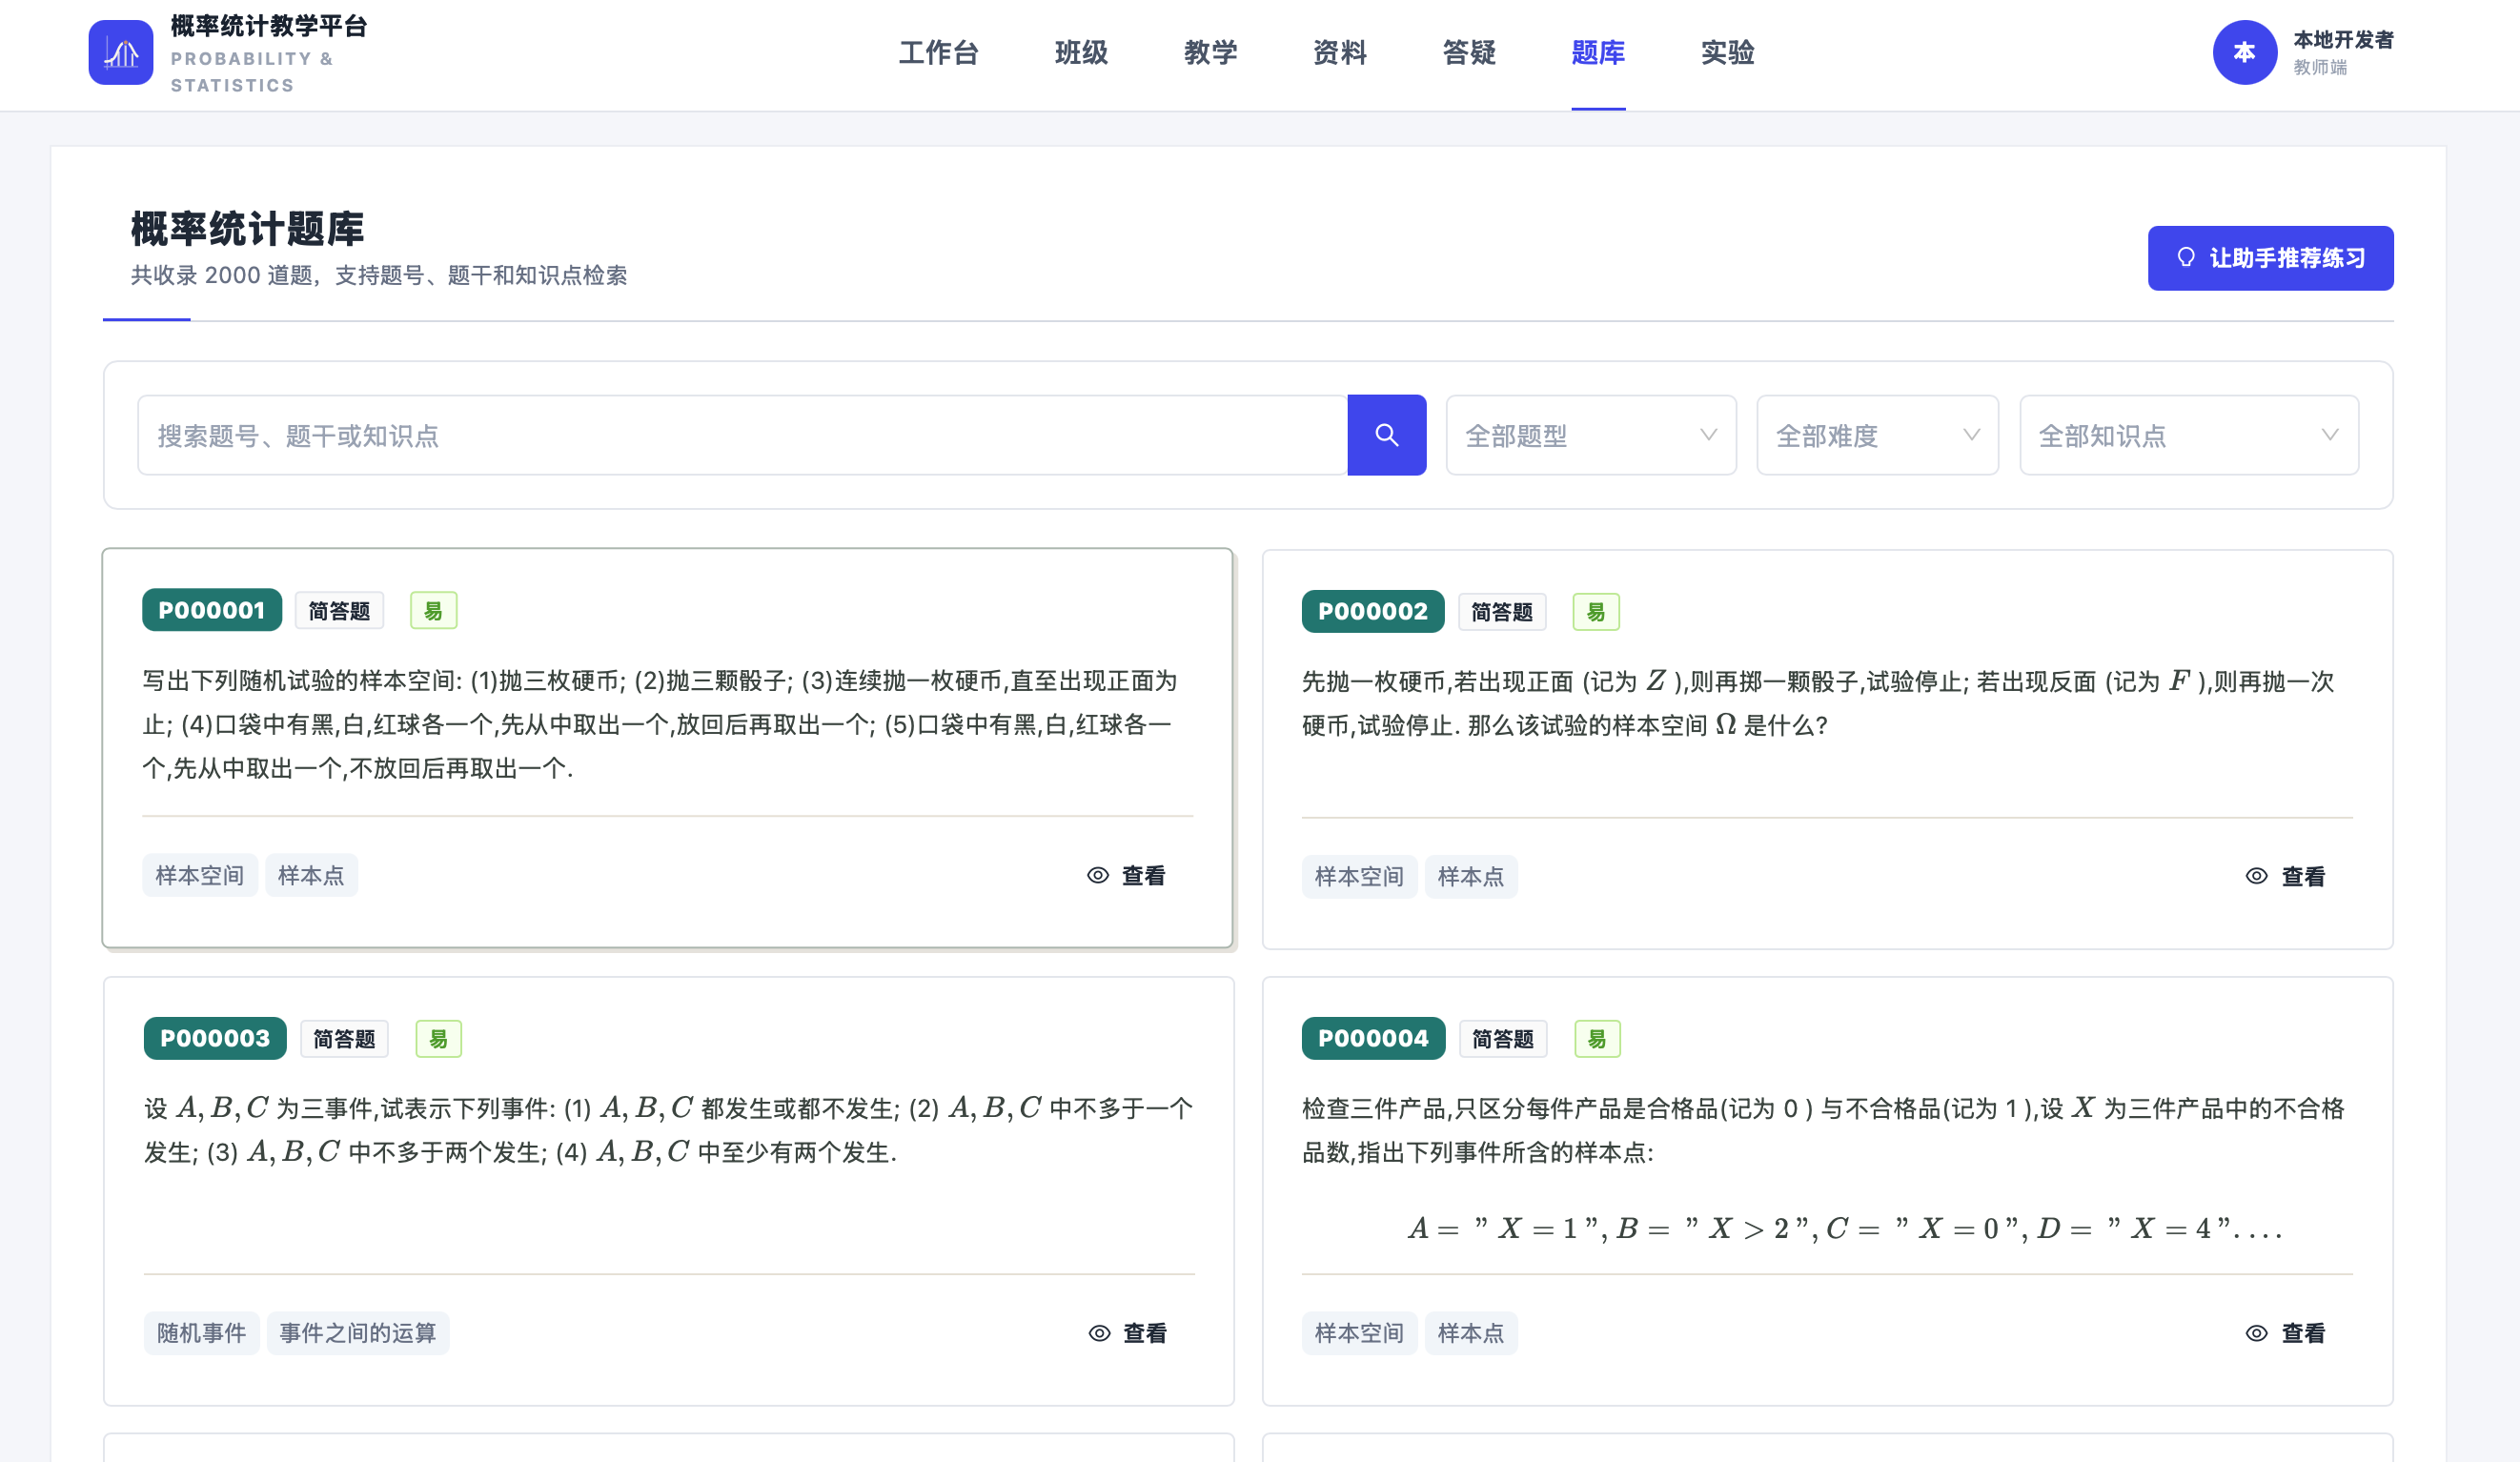 概率统计教学平台
PROBABILITY &
STATISTICS
工作台 班级 教学 资料 答疑 题库 实验
本
本地开发者
教师端
概率统计题库
共收录 2000 道题，支持题号、题干和知识点检索
让助手推荐练习
搜索题号、题干或知识点
全部题型
全部难度
全部知识点
P000001 简答题 易
写出下列随机试验的样本空间: (1)抛三枚硬币; (2)抛三颗骰子; (3)连续抛一枚硬币,直至出现正面为
止; (4)口袋中有黑,白,红球各一个,先从中取出一个,放回后再取出一个; (5)口袋中有黑,白,红球各一
个,先从中取出一个,不放回后再取出一个.
样本空间 样本点 查看
P000002 简答题 易
先抛一枚硬币,若出现正面 (记为 Z ),则再掷一颗骰子,试验停止; 若出现反面 (记为 F ),则再抛一次
硬币,试验停止. 那么该试验的样本空间 Ω 是什么?
样本空间 样本点 查看
P000003 简答题 易
设 A, B, C 为三事件,试表示下列事件: (1) A, B, C 都发生或都不发生; (2) A, B, C 中不多于一个
发生; (3) A, B, C 中不多于两个发生; (4) A, B, C 中至少有两个发生.
随机事件 事件之间的运算 查看
P000004 简答题 易
检查三件产品,只区分每件产品是合格品(记为 0 ) 与不合格品(记为 1 ),设 X 为三件产品中的不合格
品数,指出下列事件所含的样本点:
A = ” X = 1 ”, B = ” X > 2 ”, C = ” X = 0 ”, D = ” X = 4 ”. . . .
样本空间 样本点 查看